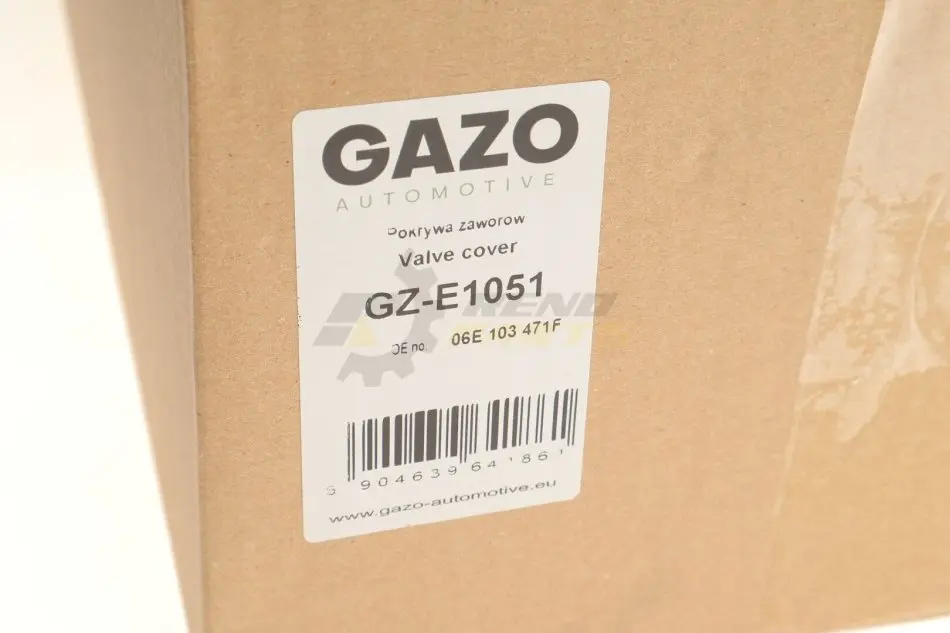 GAZO
AUTOMOTIVE
Pokrywa zaworów
Valve cover
GZ-E1051
OE no. 06E 103 471F
5 904639 641861
www.gazo-automotive.eu